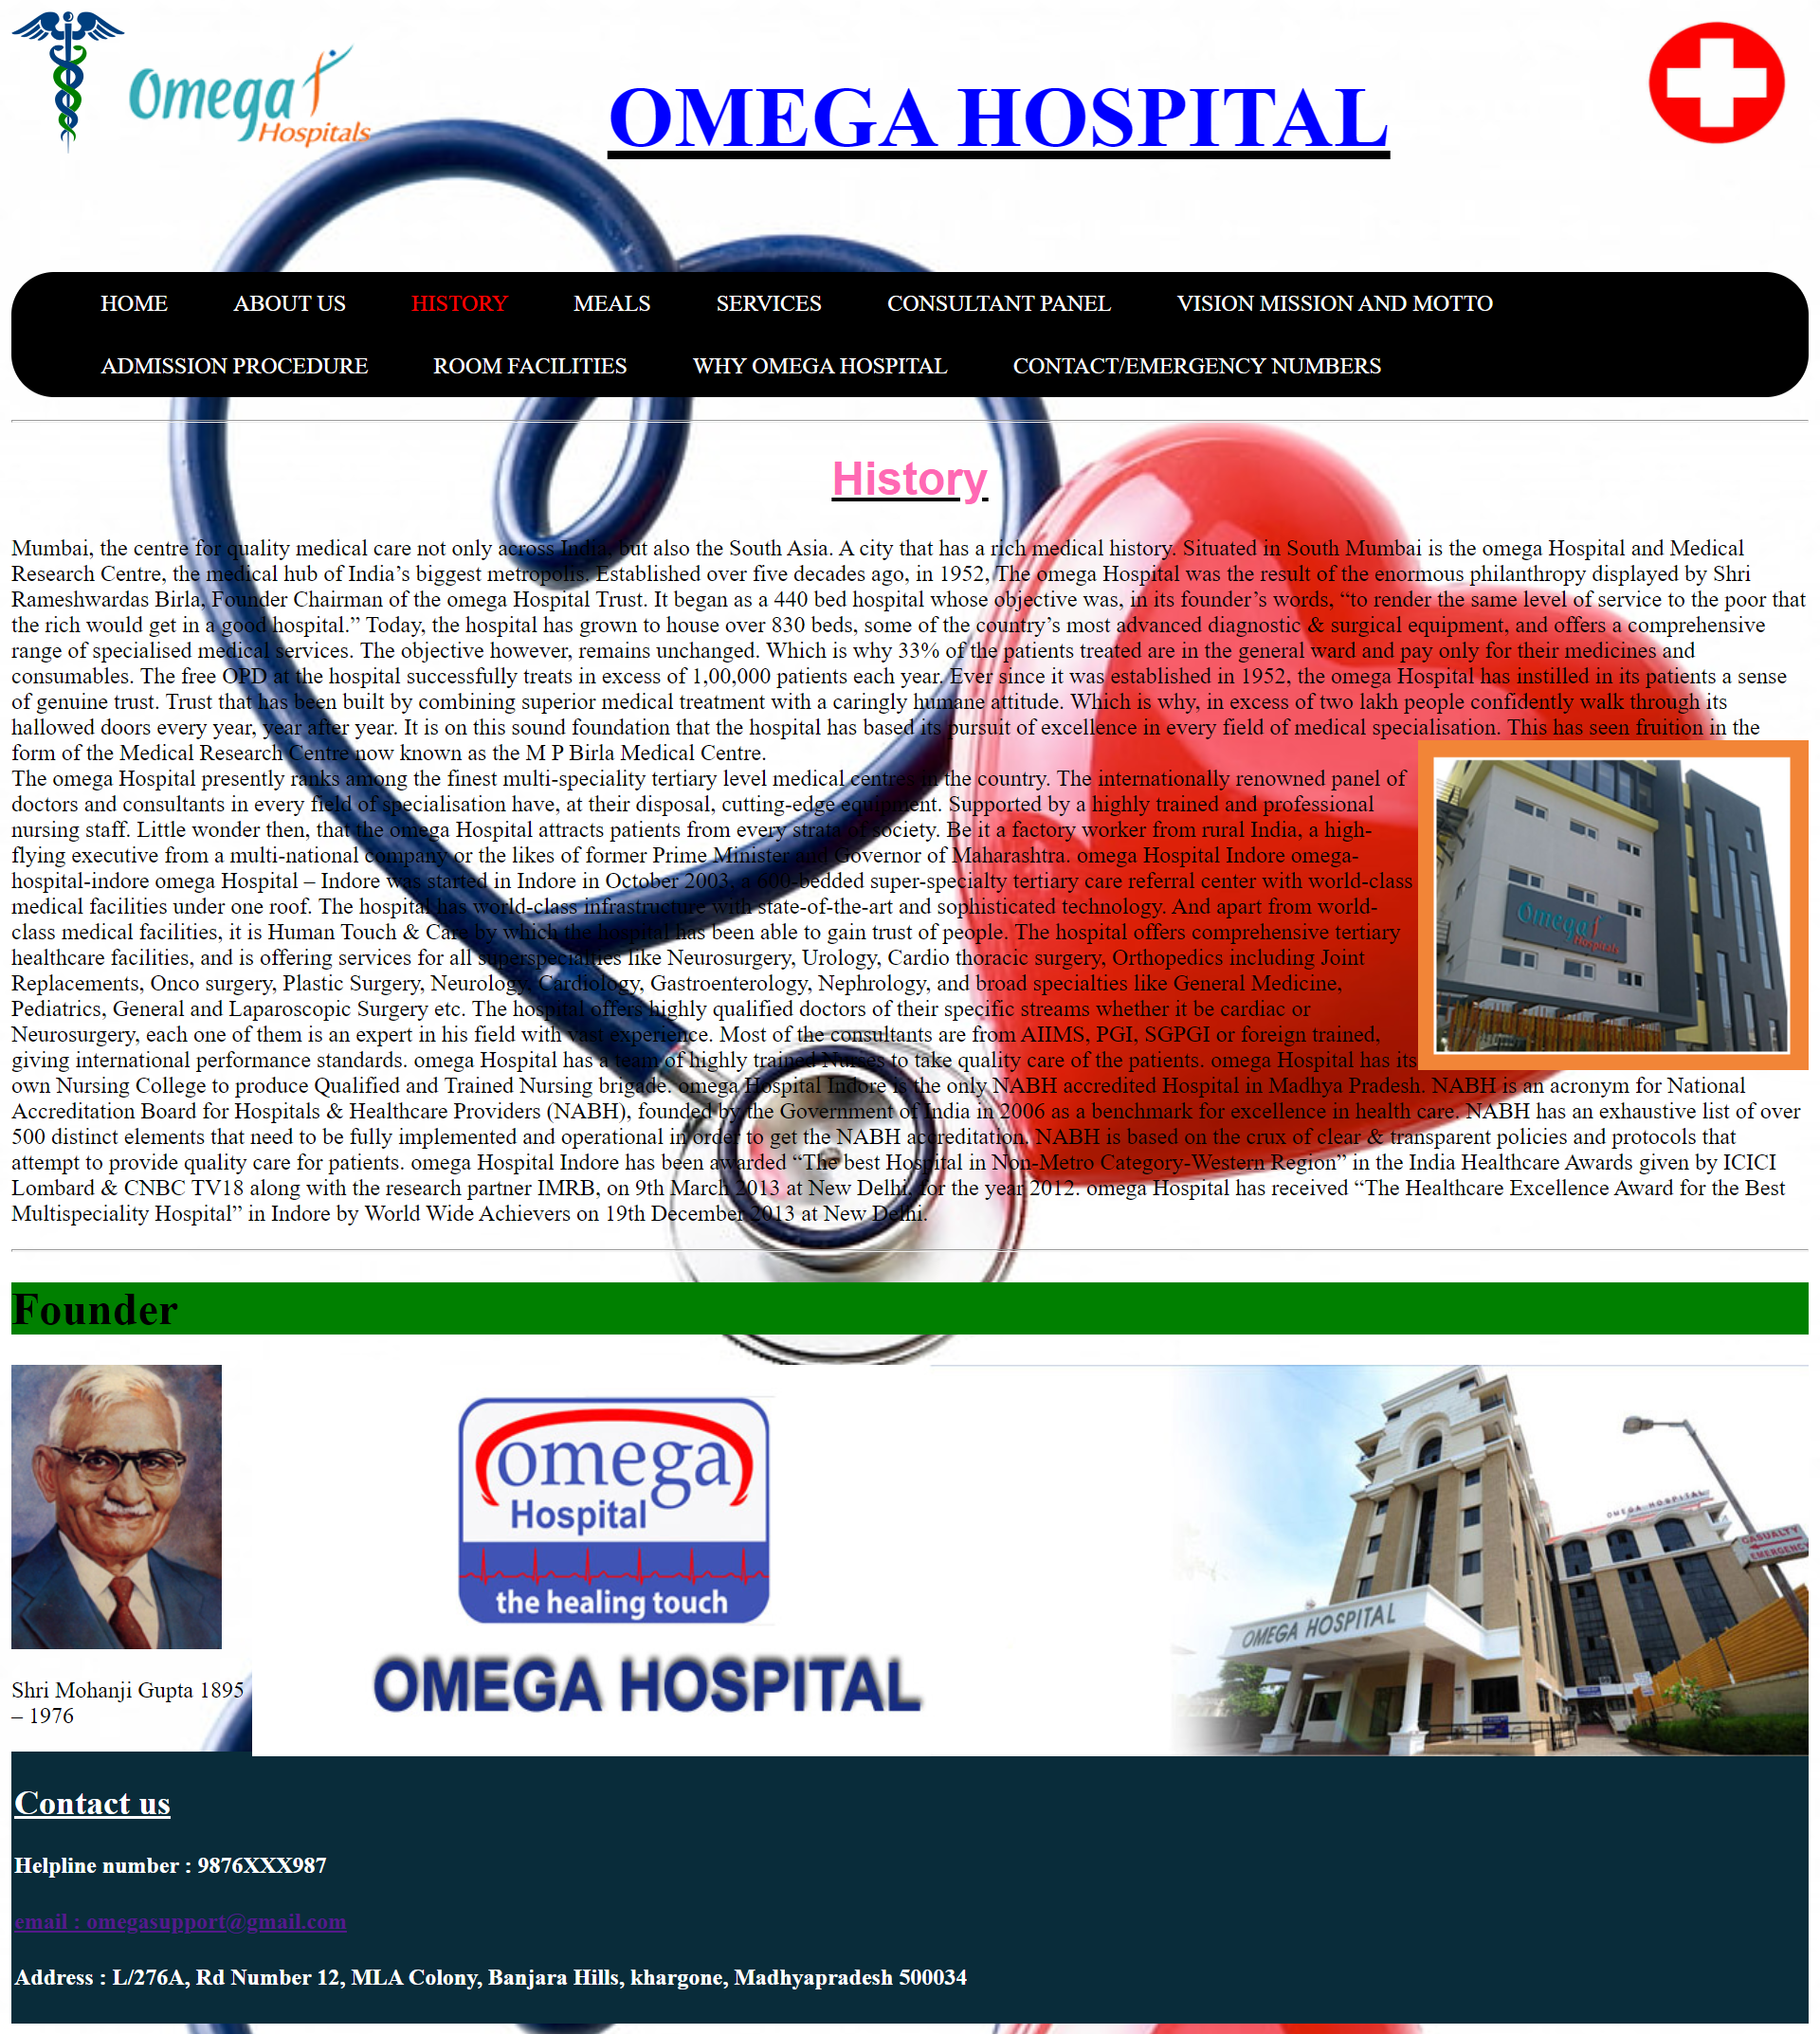 Omega
Hospitals
OMEGA HOSPITAL
HOME ABOUT US HISTORY MEALS SERVICES CONSULTANT PANEL VISION MISSION AND MOTTO
ADMISSION PROCEDURE ROOM FACILITIES WHY OMEGA HOSPITAL CONTACT/EMERGENCY NUMBERS
History
Mumbai, the centre for quality medical care not only across India, but also the South Asia. A city that has a rich medical history. Situated in South Mumbai is the omega Hospital and Medical
Research Centre, the medical hub of India’s biggest metropolis. Established over five decades ago, in 1952, The omega Hospital was the result of the enormous philanthropy displayed by Shri
Rameshwardas Birla, Founder Chairman of the omega Hospital Trust. It began as a 440 bed hospital whose objective was, in its founder’s words, “to render the same level of service to the poor that
the rich would get in a good hospital.” Today, the hospital has grown to house over 830 beds, some of the country’s most advanced diagnostic & surgical equipment, and offers a comprehensive
range of specialised medical services. The objective however, remains unchanged. Which is why 33% of the patients treated are in the general ward and pay only for their medicines and
consumables. The free OPD at the hospital successfully treats in excess of 1,00,000 patients each year. Ever since it was established in 1952, the omega Hospital has instilled in its patients a sense
of genuine trust. Trust that has been built by combining superior medical treatment with a caringly humane attitude. Which is why, in excess of two lakh people confidently walk through its
hallowed doors every year, year after year. It is on this sound foundation that the hospital has based its pursuit of excellence in every field of medical specialisation. This has seen fruition in the
form of the Medical Research Centre now known as the M P Birla Medical Centre.
The omega Hospital presently ranks among the finest multi-speciality tertiary level medical centres in the country. The internationally renowned panel of
doctors and consultants in every field of specialisation have, at their disposal, cutting-edge equipment. Supported by a highly trained and professional
nursing staff. Little wonder then, that the omega Hospital attracts patients from every strata of society. Be it a factory worker from rural India, a high-
flying executive from a multi-national company or the likes of former Prime Minister and Governor of Maharashtra. omega Hospital Indore omega-
hospital-indore omega Hospital – Indore was started in Indore in October 2003, a 600-bedded super-specialty tertiary care referral center with world-class
medical facilities under one roof. The hospital has world-class infrastructure with state-of-the-art and sophisticated technology. And apart from world-
class medical facilities, it is Human Touch & Care by which the hospital has been able to gain trust of people. The hospital offers comprehensive tertiary
healthcare facilities, and is offering services for all superspecialties like Neurosurgery, Urology, Cardio thoracic surgery, Orthopedics including Joint
Replacements, Onco surgery, Plastic Surgery, Neurology, Cardiology, Gastroenterology, Nephrology, and broad specialties like General Medicine,
Pediatrics, General and Laparoscopic Surgery etc. The hospital offers highly qualified doctors of their specific streams whether it be cardiac or
Neurosurgery, each one of them is an expert in his field with vast experience. Most of the consultants are from AIIMS, PGI, SGPGI or foreign trained,
giving international performance standards. omega Hospital has a team of highly trained Nurses to take quality care of the patients. omega Hospital has its
own Nursing College to produce Qualified and Trained Nursing brigade. omega Hospital Indore is the only NABH accredited Hospital in Madhya Pradesh. NABH is an acronym for National
Accreditation Board for Hospitals & Healthcare Providers (NABH), founded by the Government of India in 2006 as a benchmark for excellence in health care. NABH has an exhaustive list of over
500 distinct elements that need to be fully implemented and operational in order to get the NABH accreditation. NABH is based on the crux of clear & transparent policies and protocols that
attempt to provide quality care for patients. omega Hospital Indore has been awarded “The best Hospital in Non-Metro Category-Western Region” in the India Healthcare Awards given by ICICI
Lombard & CNBC TV18 along with the research partner IMRB, on 9th March 2013 at New Delhi, for the year 2012. omega Hospital has received “The Healthcare Excellence Award for the Best
Multispeciality Hospital” in Indore by World Wide Achievers on 19th December 2013 at New Delhi.
Omega
Hospitals
Founder
omega
Hospital
the healing touch
OMEGA HOSPITAL
OMEGA HOSPITAL
CASUALTY
EMERGENCY
OMEGA HOSPITAL
Shri Mohanji Gupta 1895
– 1976
Contact us
Helpline number : 9876XXX987
email : omegasupport@gmail.com
Address : L/276A, Rd Number 12, MLA Colony, Banjara Hills, khargone, Madhyapradesh 500034